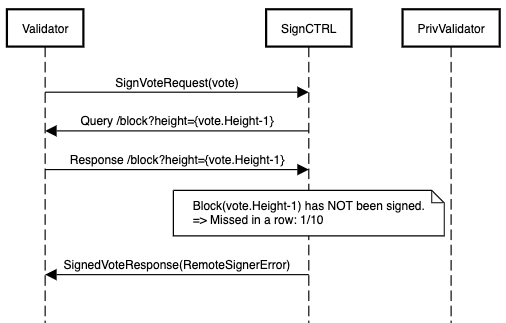 Validator
SignCTRL
PrivValidator
SignVoteRequest(vote)
Query /block?height={vote.Height-1}
Response /block?height={vote.Height-1}
Block(vote.Height-1) has NOT been signed.
=> Missed in a row: 1/10
SignedVoteResponse(RemoteSignerError)